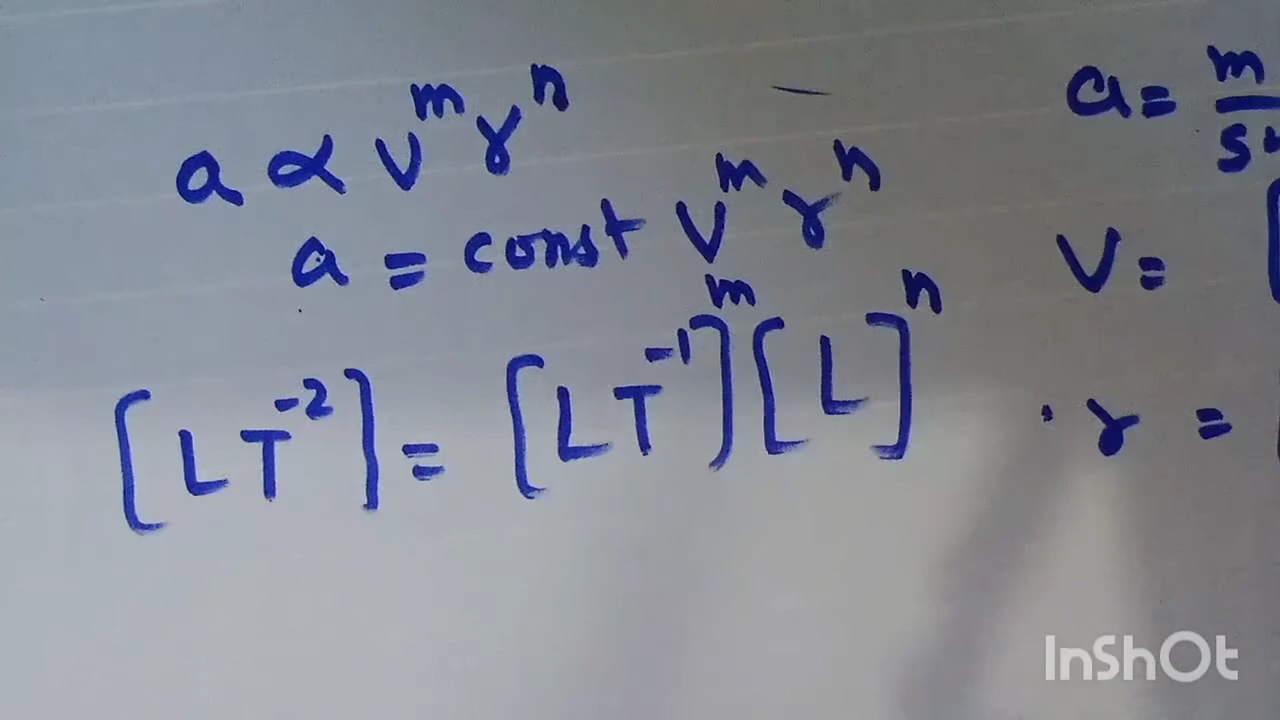 a ∝ v^m r^n
a = const v^m r^n
[LT^-2] = [LT^-1]^m [L]^n
a = m
V =
r =
InShOt